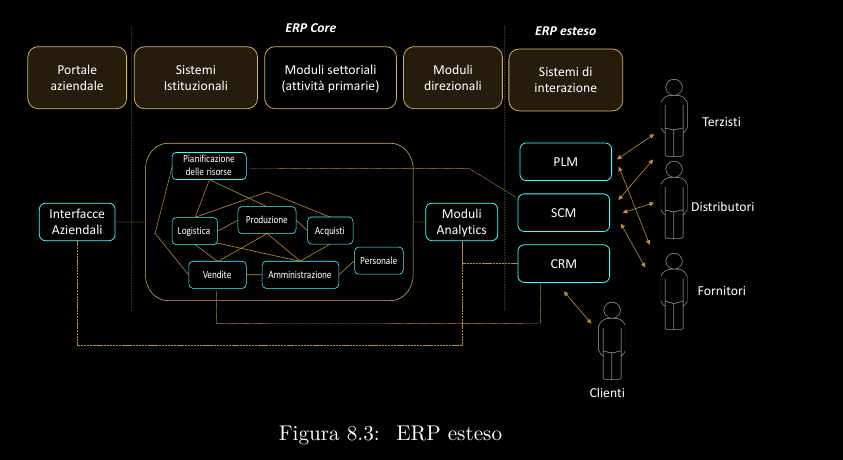 ERP Core
ERP esteso
Portale
aziendale
Sistemi
Istituzionali
Moduli settoriali
(attività primarie)
Moduli
direzionali
Sistemi di
interazione
Terzisti
Pianificazione
delle risorse
PLM
Interfacce
Aziendali
Logistica
Produzione
Acquisti
Moduli
Analytics
SCM
Distributori
Personale
Vendite
Amministrazione
CRM
Fornitori
Clienti
Figura 8.3: ERP esteso